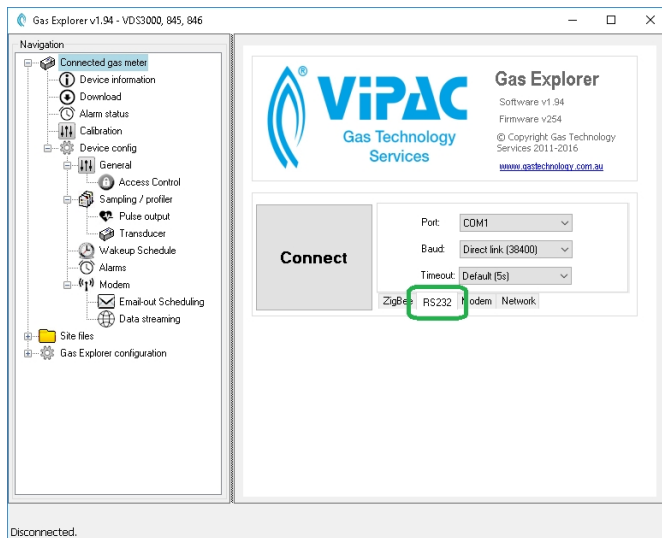 Gas Explorer v1.94 - VDS3000, 845, 846
Navigation
Connected gas meter
Device information
Download
Alarm status
Calibration
Device config
General
Access Control
Sampling / profiler
Pulse output
Transducer
Wakeup Schedule
Alarms
Modem
Email-out Scheduling
Data streaming
Site files
Gas Explorer configuration
ViPAC
Gas Technology
Services
Gas Explorer
Software v1.94
Firmware v254
© Copyright Gas Technology
Services 2011-2016
www.gastechnology.com.au
Connect
Port: COM1
Baud: Direct link (38400)
Timeout: Default (5s)
ZigBee RS232 Modem Network
Disconnected.